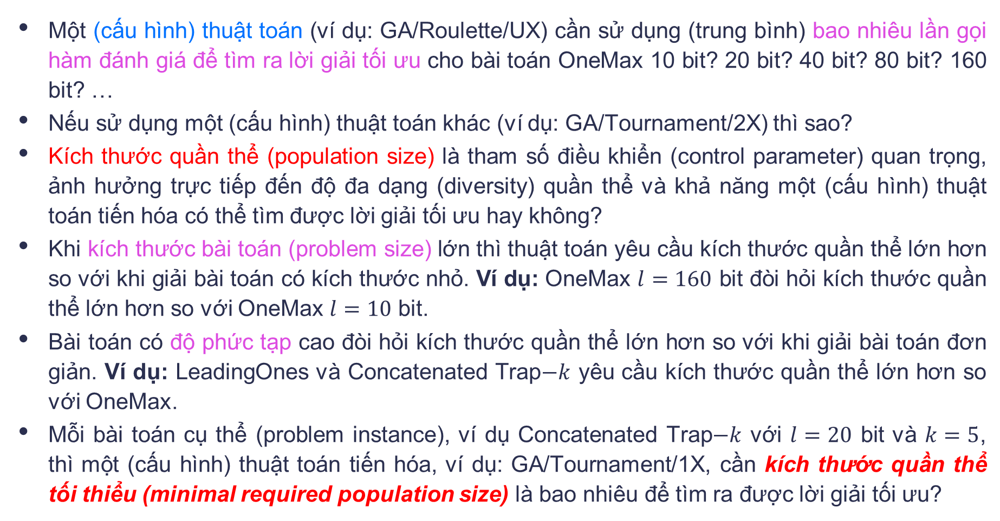 • Một (cấu hình) thuật toán (ví dụ: GA/Roulette/UX) cần sử dụng (trung bình) bao nhiêu lần gọi
hàm đánh giá để tìm ra lời giải tối ưu cho bài toán OneMax 10 bit? 20 bit? 40 bit? 80 bit? 160
bit? …
• Nếu sử dụng một (cấu hình) thuật toán khác (ví dụ: GA/Tournament/2X) thì sao?
• Kích thước quần thể (population size) là tham số điều khiển (control parameter) quan trọng,
ảnh hưởng trực tiếp đến độ đa dạng (diversity) quần thể và khả năng một (cấu hình) thuật
toán tiến hóa có thể tìm được lời giải tối ưu hay không?
• Khi kích thước bài toán (problem size) lớn thì thuật toán yêu cầu kích thước quần thể lớn hơn
so với khi giải bài toán có kích thước nhỏ. Ví dụ: OneMax 𝑙 = 160 bit đòi hỏi kích thước quần
thể lớn hơn so với OneMax 𝑙 = 10 bit.
• Bài toán có độ phức tạp cao đòi hỏi kích thước quần thể lớn hơn so với khi giải bài toán đơn
giản. Ví dụ: LeadingOnes và Concatenated Trap−𝑘 yêu cầu kích thước quần thể lớn hơn so
với OneMax.
• Mỗi bài toán cụ thể (problem instance), ví dụ Concatenated Trap−𝑘 với 𝑙 = 20 bit và 𝑘 = 5,
thì một (cấu hình) thuật toán tiến hóa, ví dụ: GA/Tournament/1X, cần kích thước quần thể
tối thiểu (minimal required population size) là bao nhiêu để tìm ra được lời giải tối ưu?